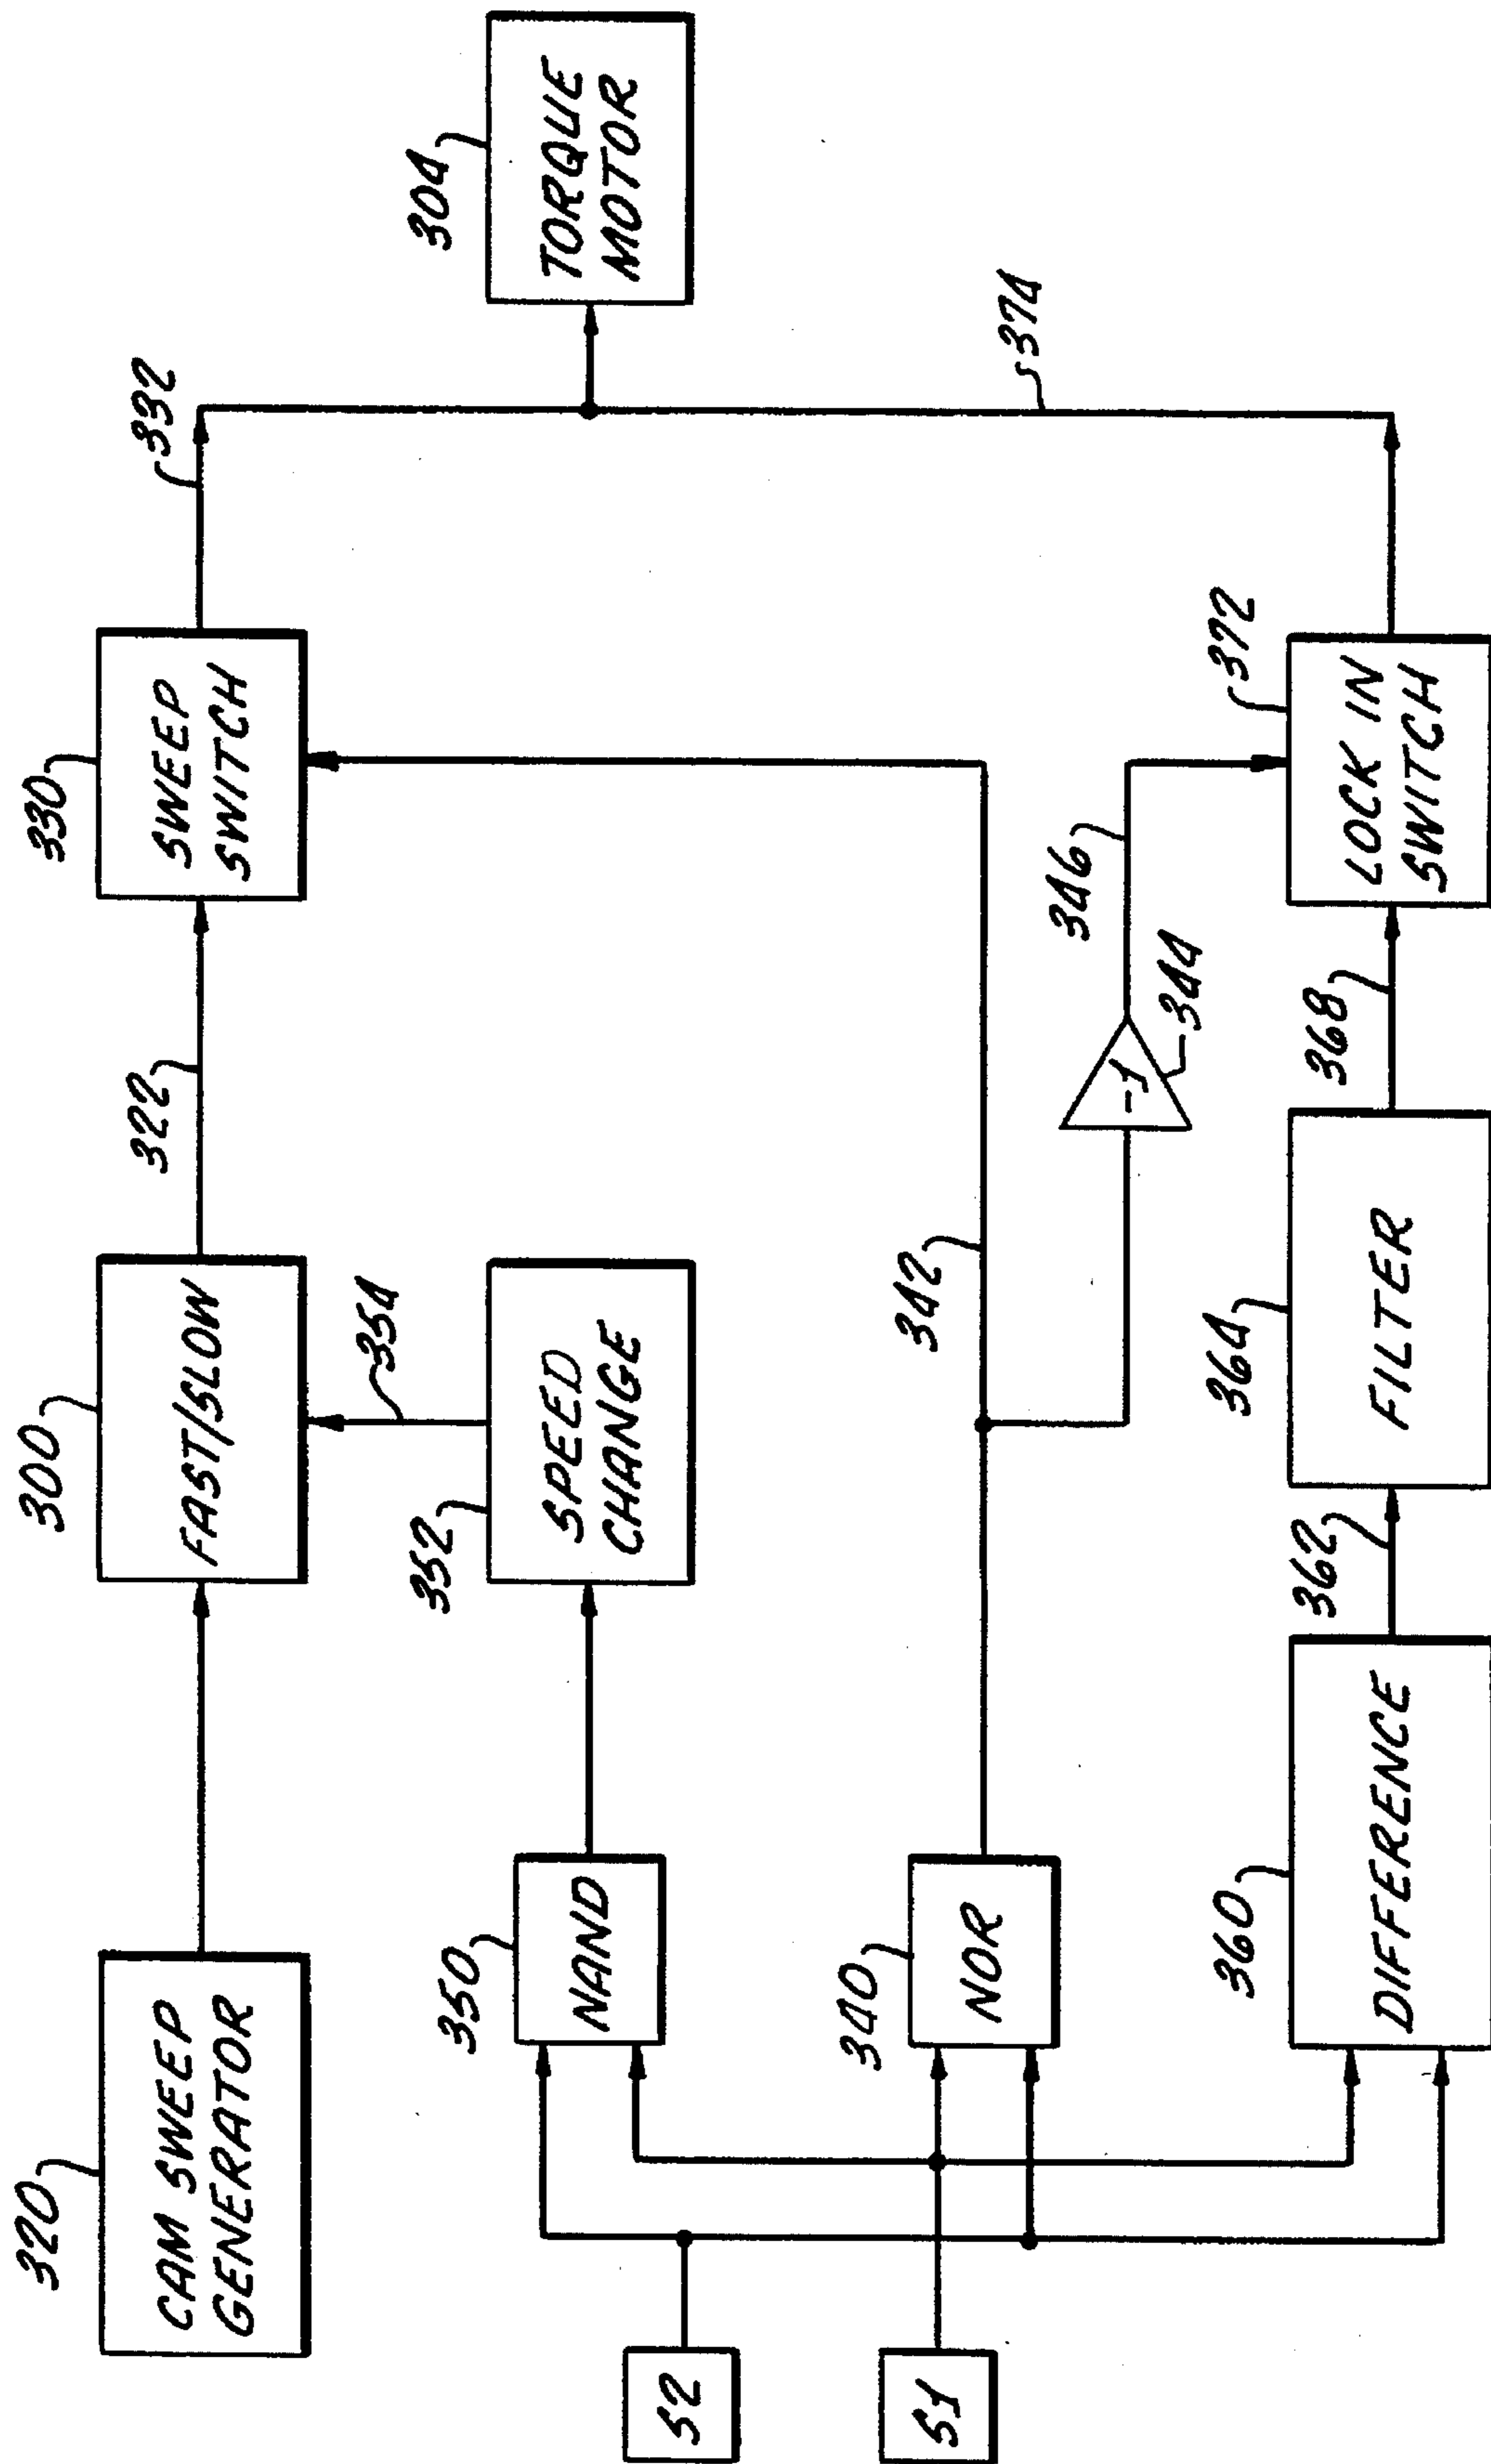 320
CAM SWEEP
GENERATOR
300
FAST/SLOW
322
330
SWEEP
SWITCH
332
350
NAND
352
SPEED
CHANGE
354
304
TORQUE
MOTOR
S2
S1
340
NOR
342
-1
344
346
374
360
DIFFERENCE
362
364
FILTER
368
372
LOCK IN
SWITCH